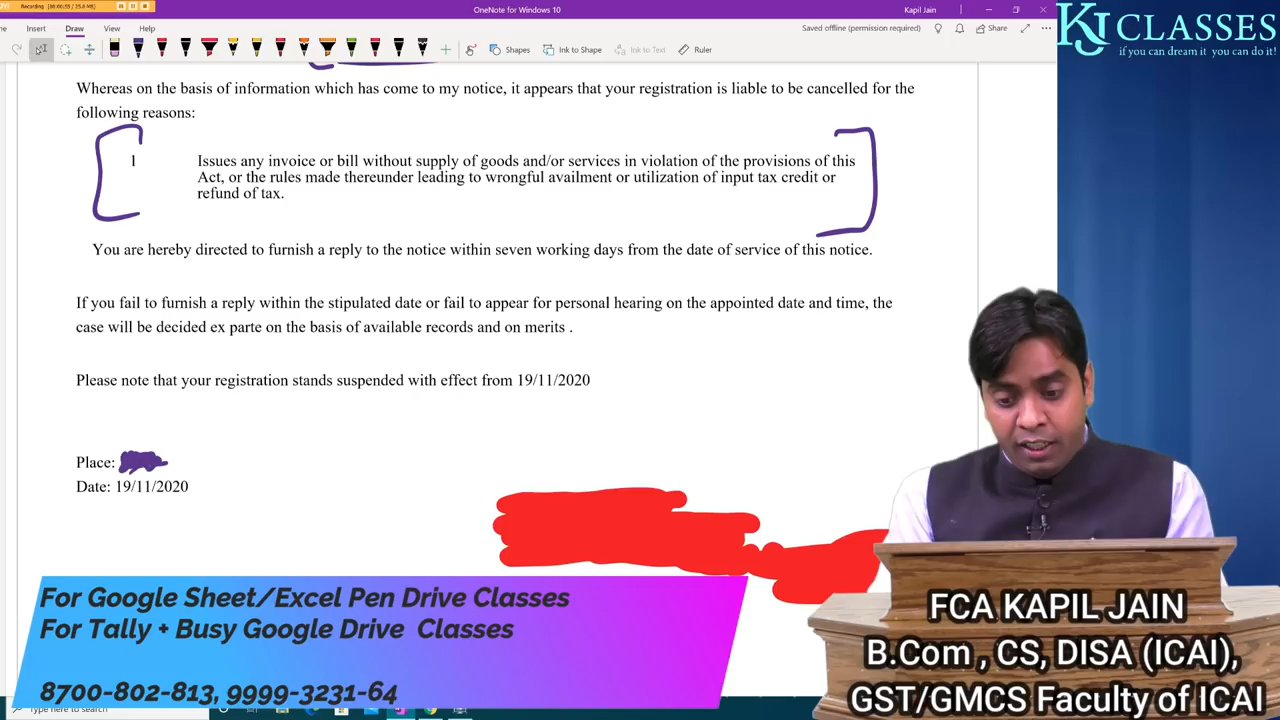 Recording [00:00:55 / 25.8 MB]
OneNote for Windows 10
Kapil Jain
Insert Draw View Help
Saved offline (permission required)
Share
Shapes
Ink to Shape
Ink to Text
Ruler
KJ CLASSES
if you can dream it you can do it!
Whereas on the basis of information which has come to my notice, it appears that your registration is liable to be cancelled for the
following reasons:
1 Issues any invoice or bill without supply of goods and/or services in violation of the provisions of this
Act, or the rules made thereunder leading to wrongful availment or utilization of input tax credit or
refund of tax.
You are hereby directed to furnish a reply to the notice within seven working days from the date of service of this notice.
If you fail to furnish a reply within the stipulated date or fail to appear for personal hearing on the appointed date and time, the
case will be decided ex parte on the basis of available records and on merits .
Please note that your registration stands suspended with effect from 19/11/2020
Place:
Date: 19/11/2020
For Google Sheet/Excel Pen Drive Classes
For Tally + Busy Google Drive Classes
8700-802-813, 9999-3231-64
FCA KAPIL JAIN
B.Com , CS, DISA (ICAI),
GST/GMCS Faculty of ICAI
Type here to search